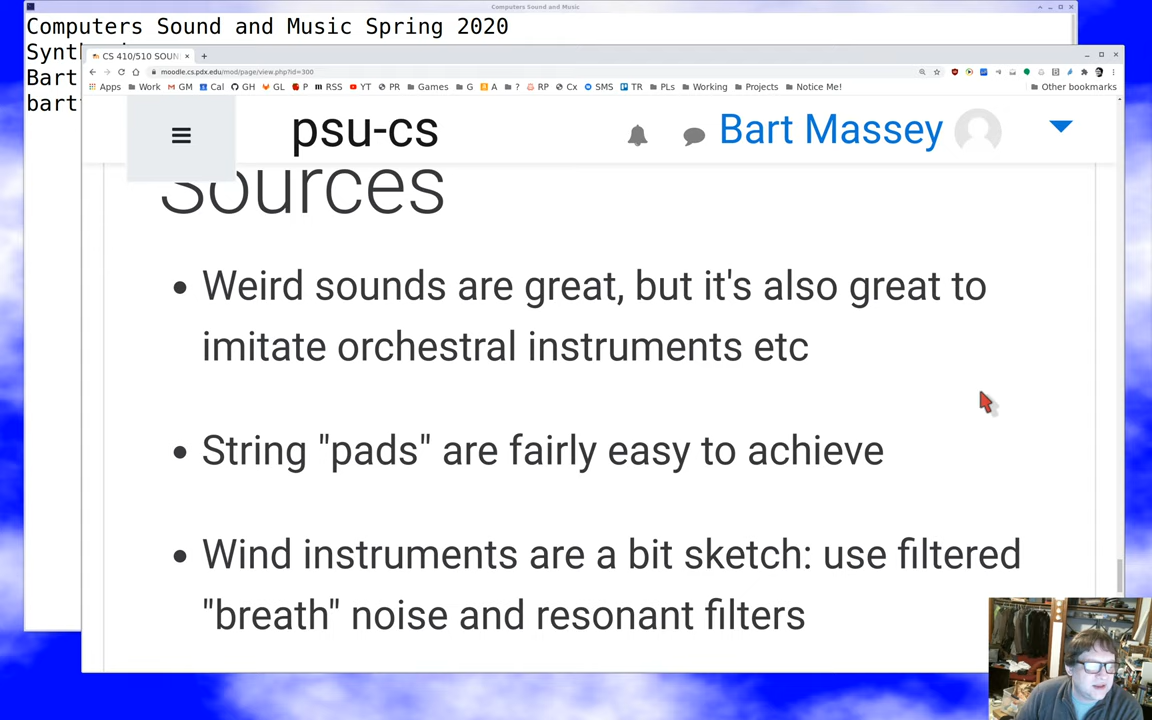 Computers Sound and Music
Computers Sound and Music Spring 2020
Synt
Bart
bart
CS 410/510 SOUN
moodle.cs.pdx.edu/mod/page/view.php?id=300
Apps Work GM Cal GH GL P RSS YT PR Games G A ? RP Cx SMS TR PLs Working Projects Notice Me! Other bookmarks
psu-cs Bart Massey
Sources
• Weird sounds are great, but it's also great to
imitate orchestral instruments etc
• String "pads" are fairly easy to achieve
• Wind instruments are a bit sketch: use filtered
"breath" noise and resonant filters